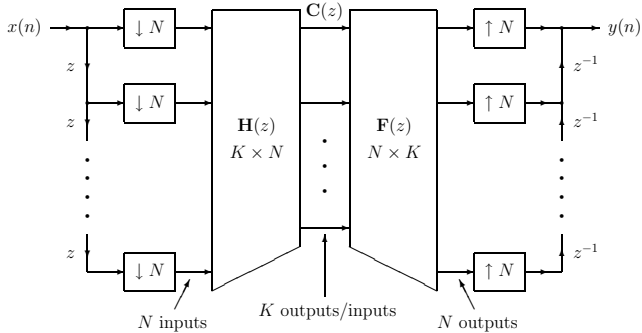 C(z)
x(n) ↓ N ↑ N y(n)
z z⁻¹
↓ N ↑ N
z H(z) F(z) z⁻¹
K × N N × K
z z⁻¹
↓ N ↑ N
K outputs/inputs
N inputs N outputs